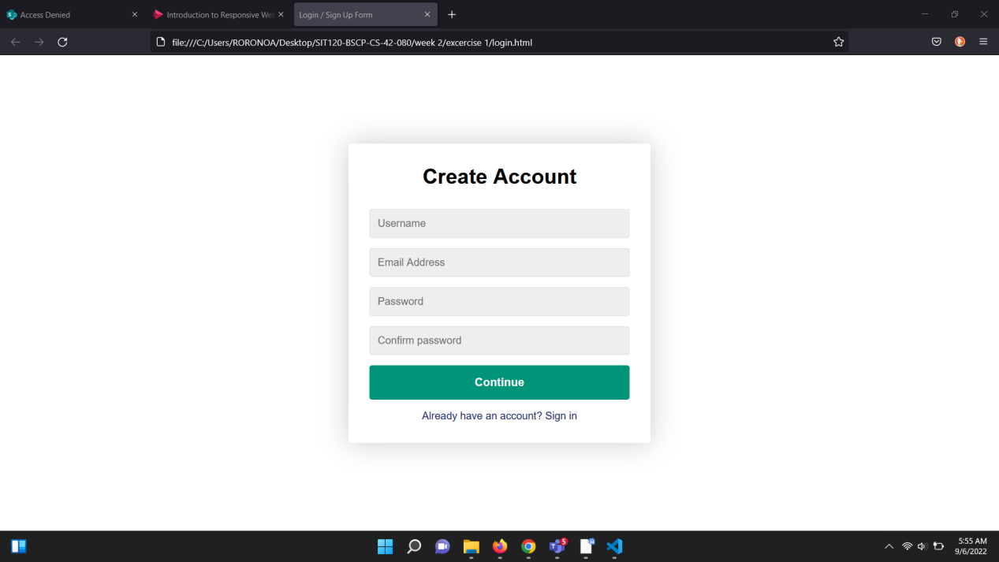 Access Denied
Introduction to Responsive Web
Login / Sign Up Form
file:///C:/Users/RORONOA/Desktop/SIT120-BSCP-CS-42-080/week 2/excercise 1/login.html
Create Account
Username
Email Address
Password
Confirm password
Continue
Already have an account? Sign in
5
5:55 AM
9/6/2022